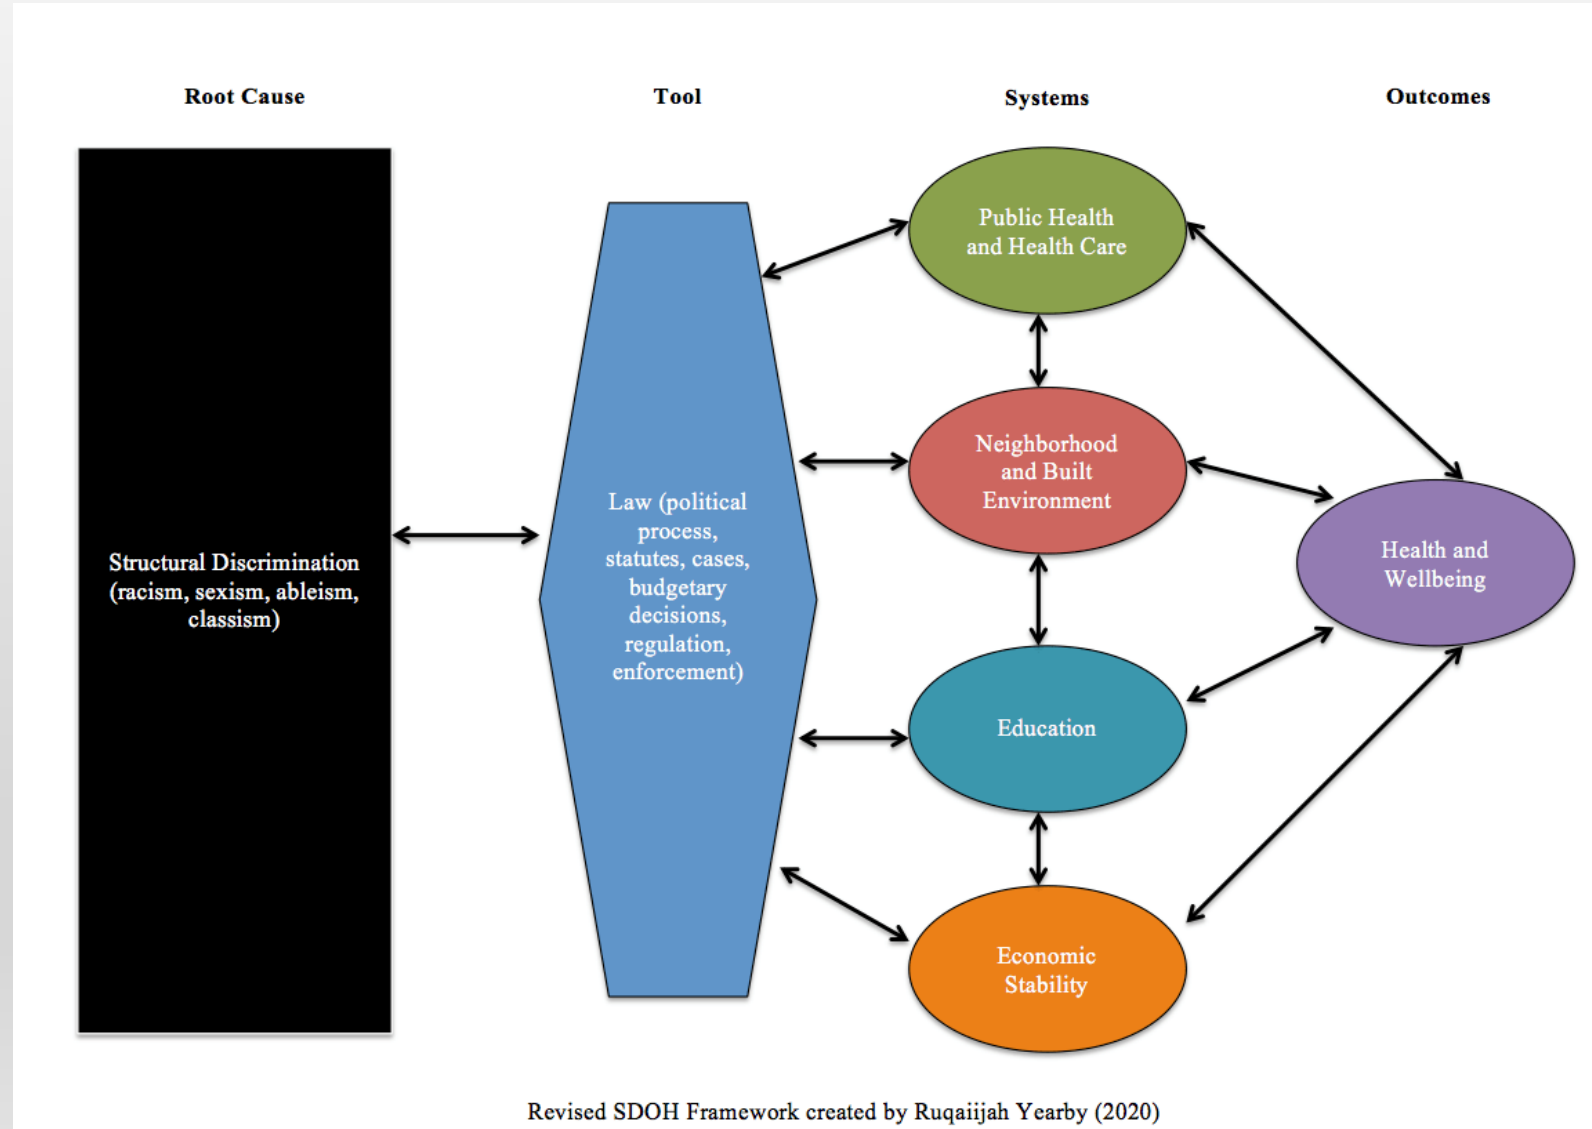 Root Cause
Tool
Systems
Outcomes
Structural Discrimination
(racism, sexism, ableism,
classism)
Law (political
process,
statutes, cases,
budgetary
decisions,
regulation,
enforcement)
Public Health
and Health Care
Neighborhood
and Built
Environment
Education
Economic
Stability
Health and
Wellbeing
Revised SDOH Framework created by Ruqaiijah Yearby (2020)